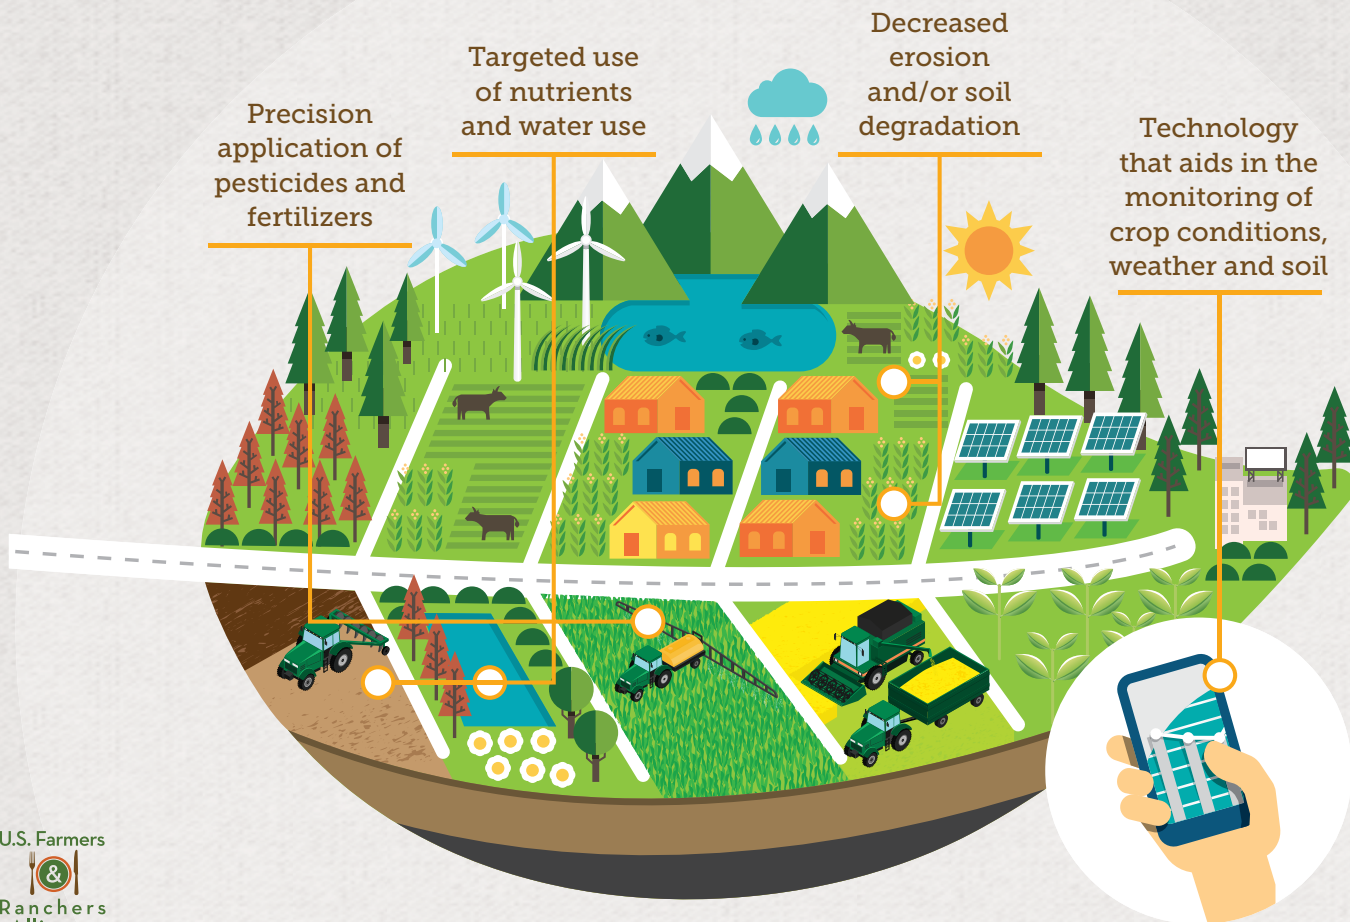 Precision
application of
pesticides and
fertilizers
Targeted use
of nutrients
and water use
Decreased
erosion
and/or soil
degradation
Technology
that aids in the
monitoring of
crop conditions,
weather and soil
U.S. Farmers
&
Ranchers